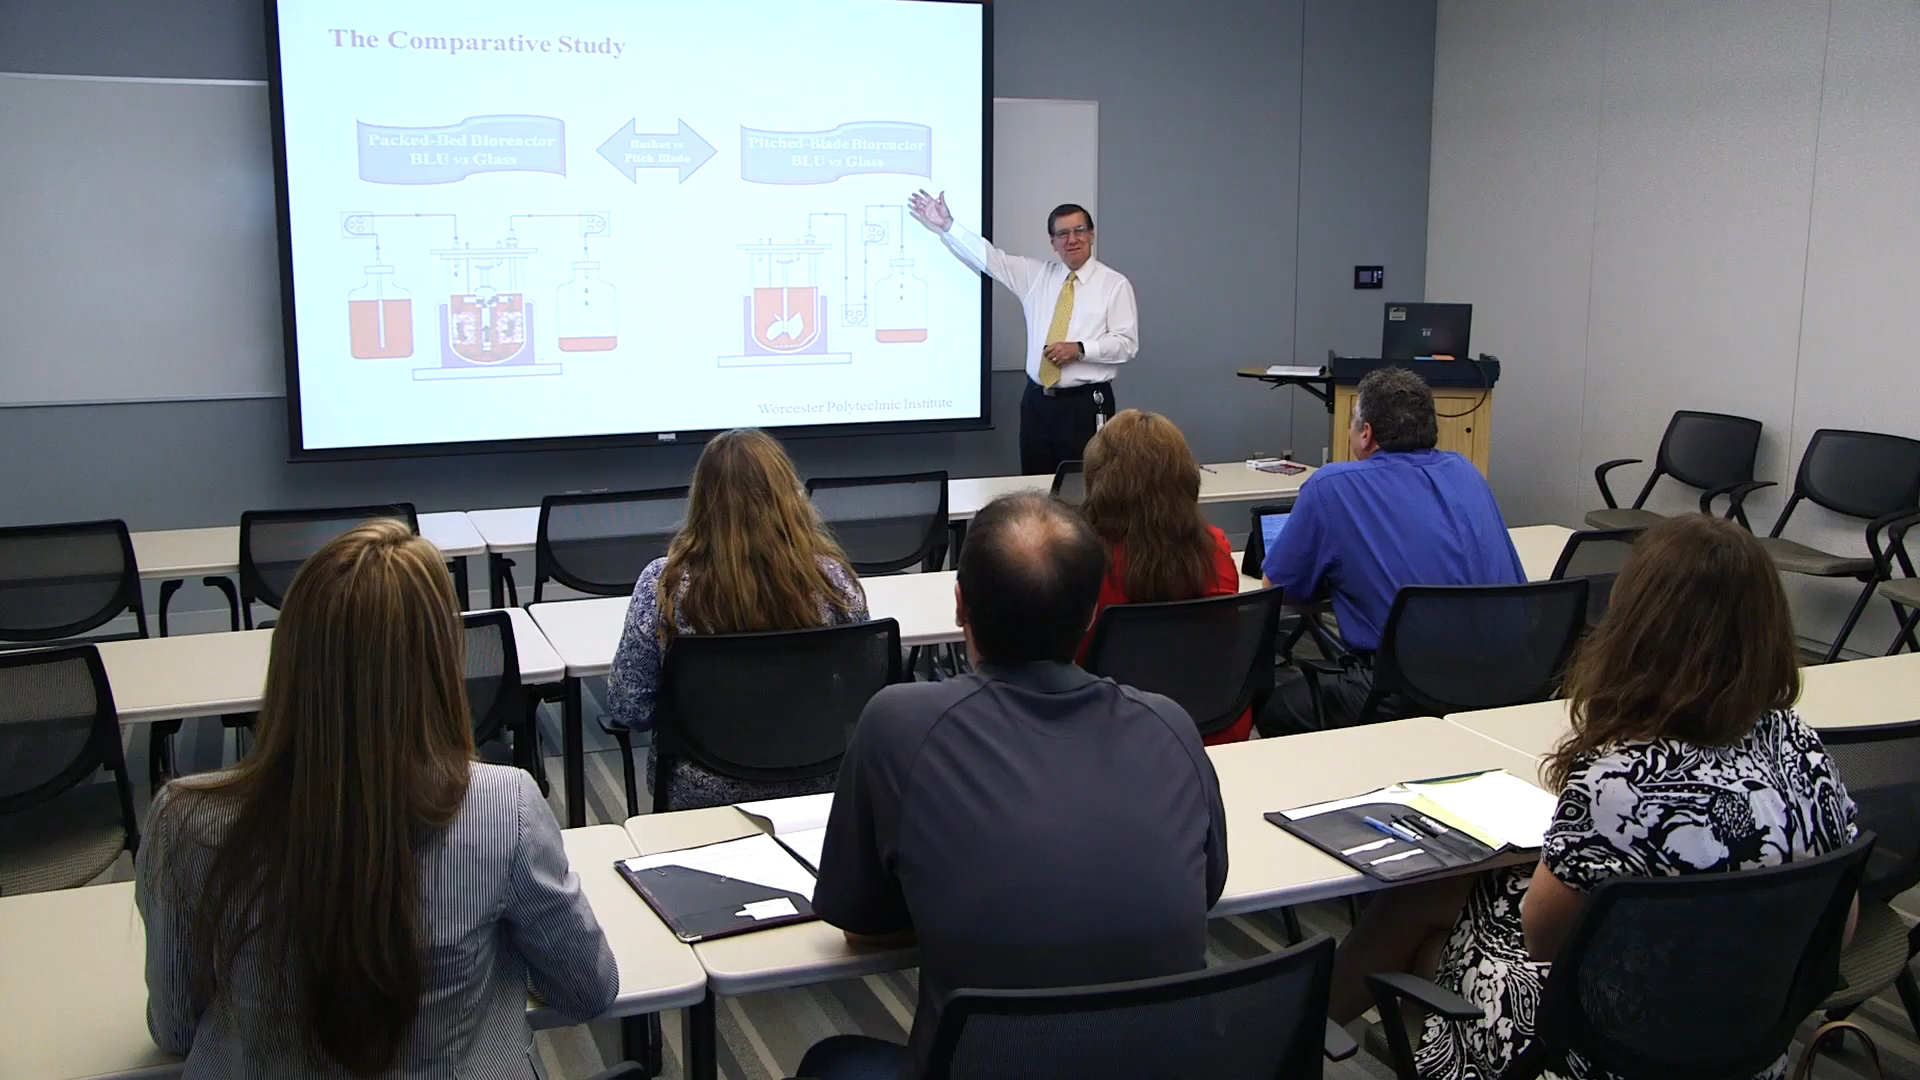 The Comparative Study
Packed-Bed Bioreactor
BLU vs Glass
Basket vs
Pitch Blade
Pitched-Blade Bioreactor
BLU vs Glass
Worcester Polytechnic Institute
hp